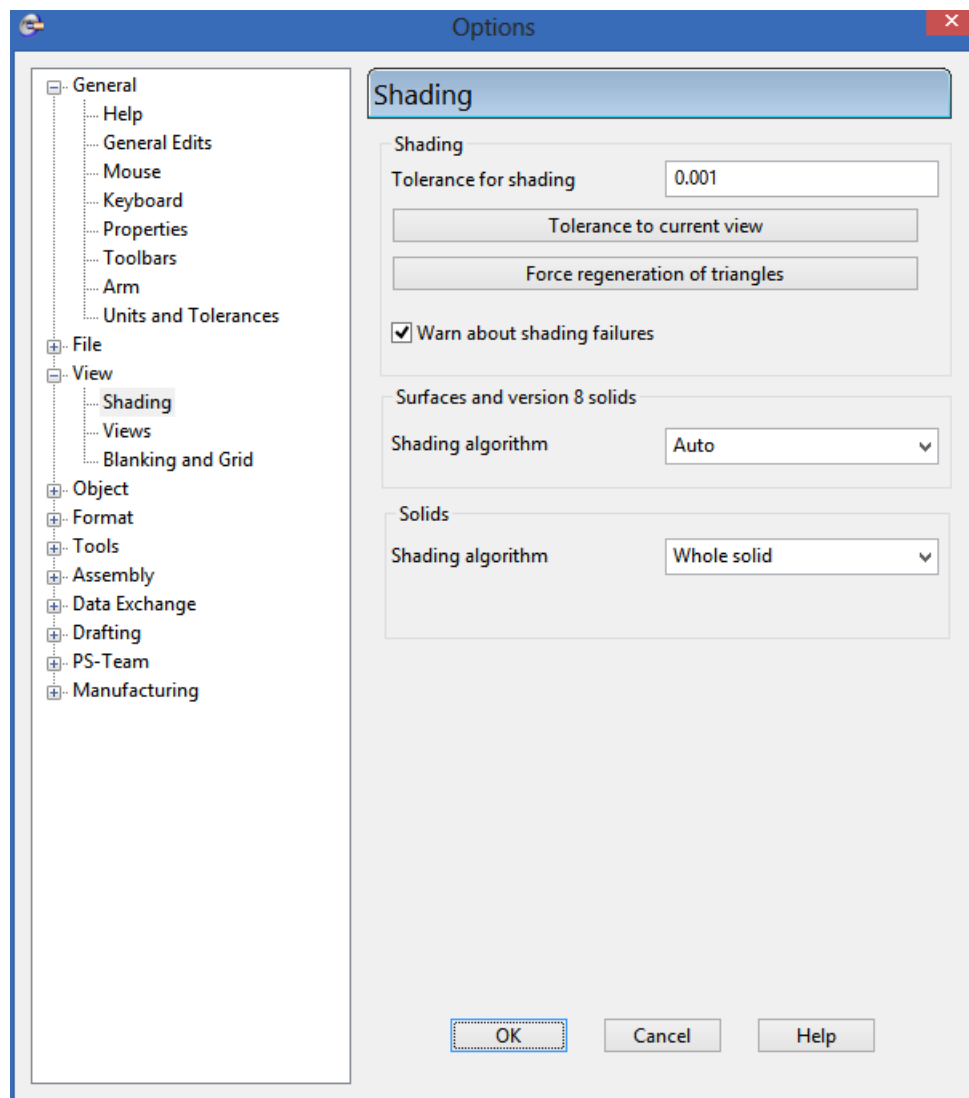 Options
General
Help
General Edits
Mouse
Keyboard
Properties
Toolbars
Arm
Units and Tolerances
File
View
Shading
Views
Blanking and Grid
Object
Format
Tools
Assembly
Data Exchange
Drafting
PS-Team
Manufacturing
Shading
Shading
Tolerance for shading 0.001
Tolerance to current view
Force regeneration of triangles
Warn about shading failures
Surfaces and version 8 solids
Shading algorithm Auto
Solids
Shading algorithm Whole solid
OK Cancel Help